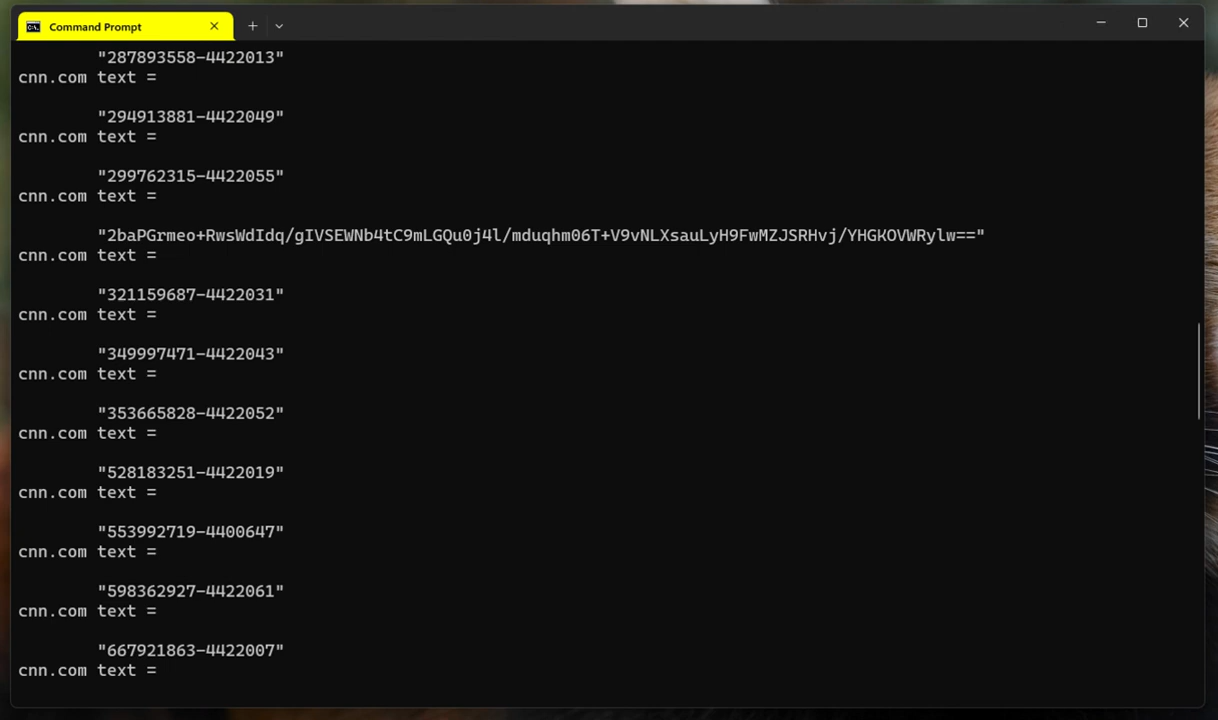 Command Prompt
"287893558-4422013"
cnn.com text =
"294913881-4422049"
cnn.com text =
"299762315-4422055"
cnn.com text =
"2baPGrmeo+RwsWdIdq/gIVSEWNb4tC9mLGQu0j4l/mduqhm06T+V9vNLXsauLyH9FwMZJSRHvj/YHGKOVWRylw=="
cnn.com text =
"321159687-4422031"
cnn.com text =
"349997471-4422043"
cnn.com text =
"353665828-4422052"
cnn.com text =
"528183251-4422019"
cnn.com text =
"553992719-4400647"
cnn.com text =
"598362927-4422061"
cnn.com text =
"667921863-4422007"
cnn.com text =